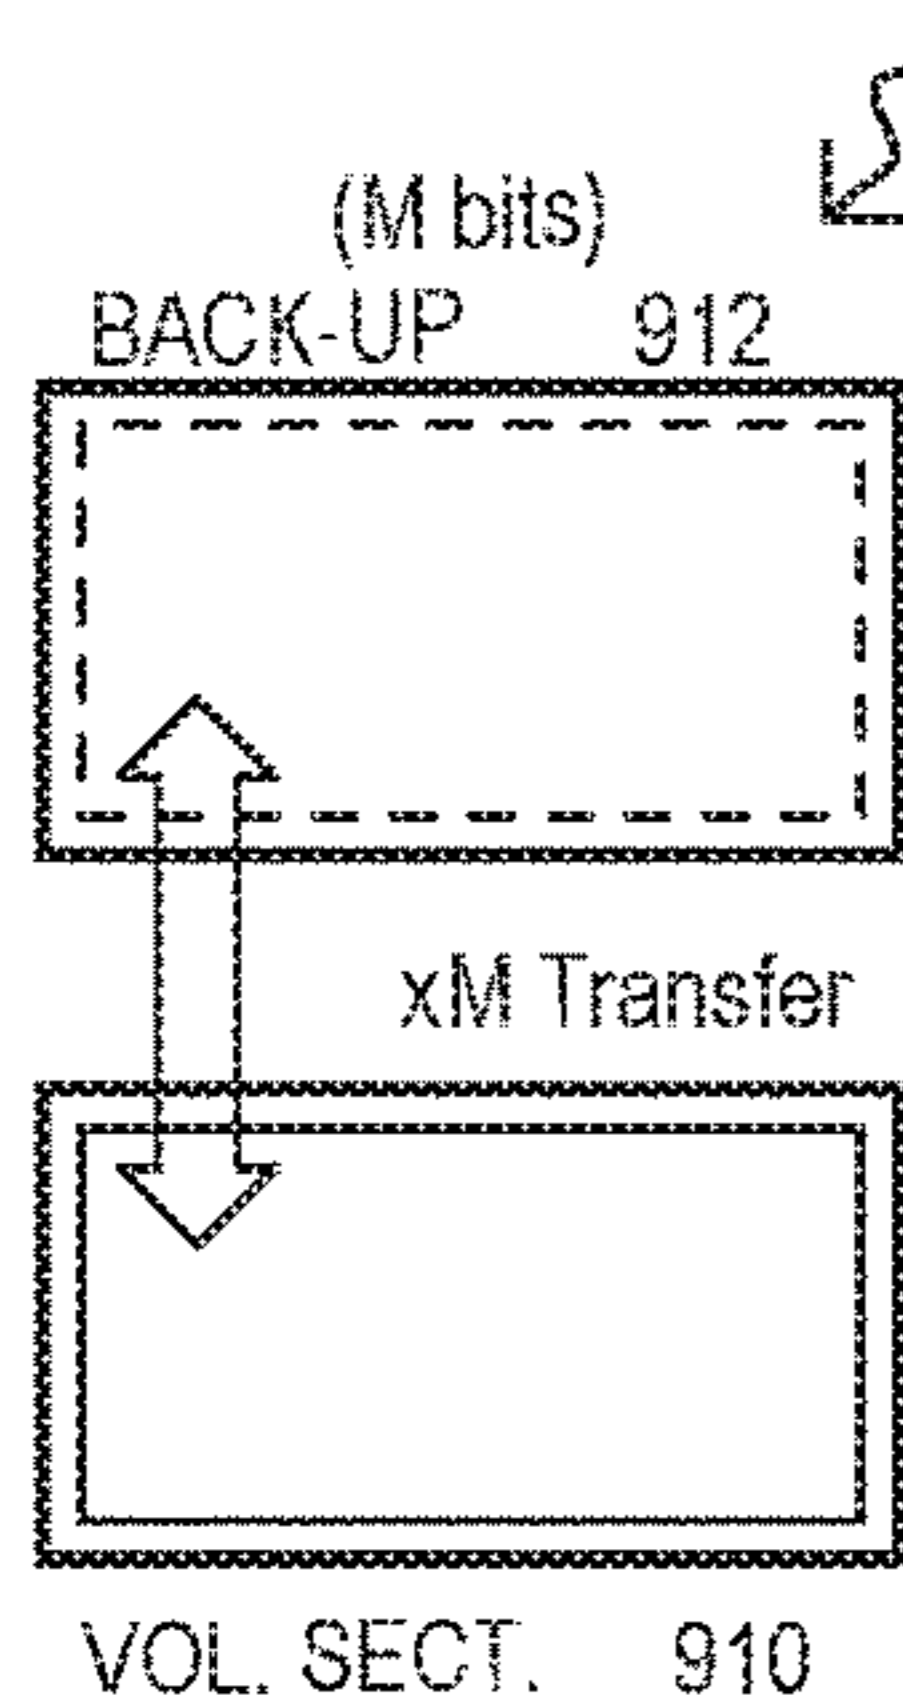 (M bits)
BACK-UP 912
xM Transfer
VOL. SECT. 910